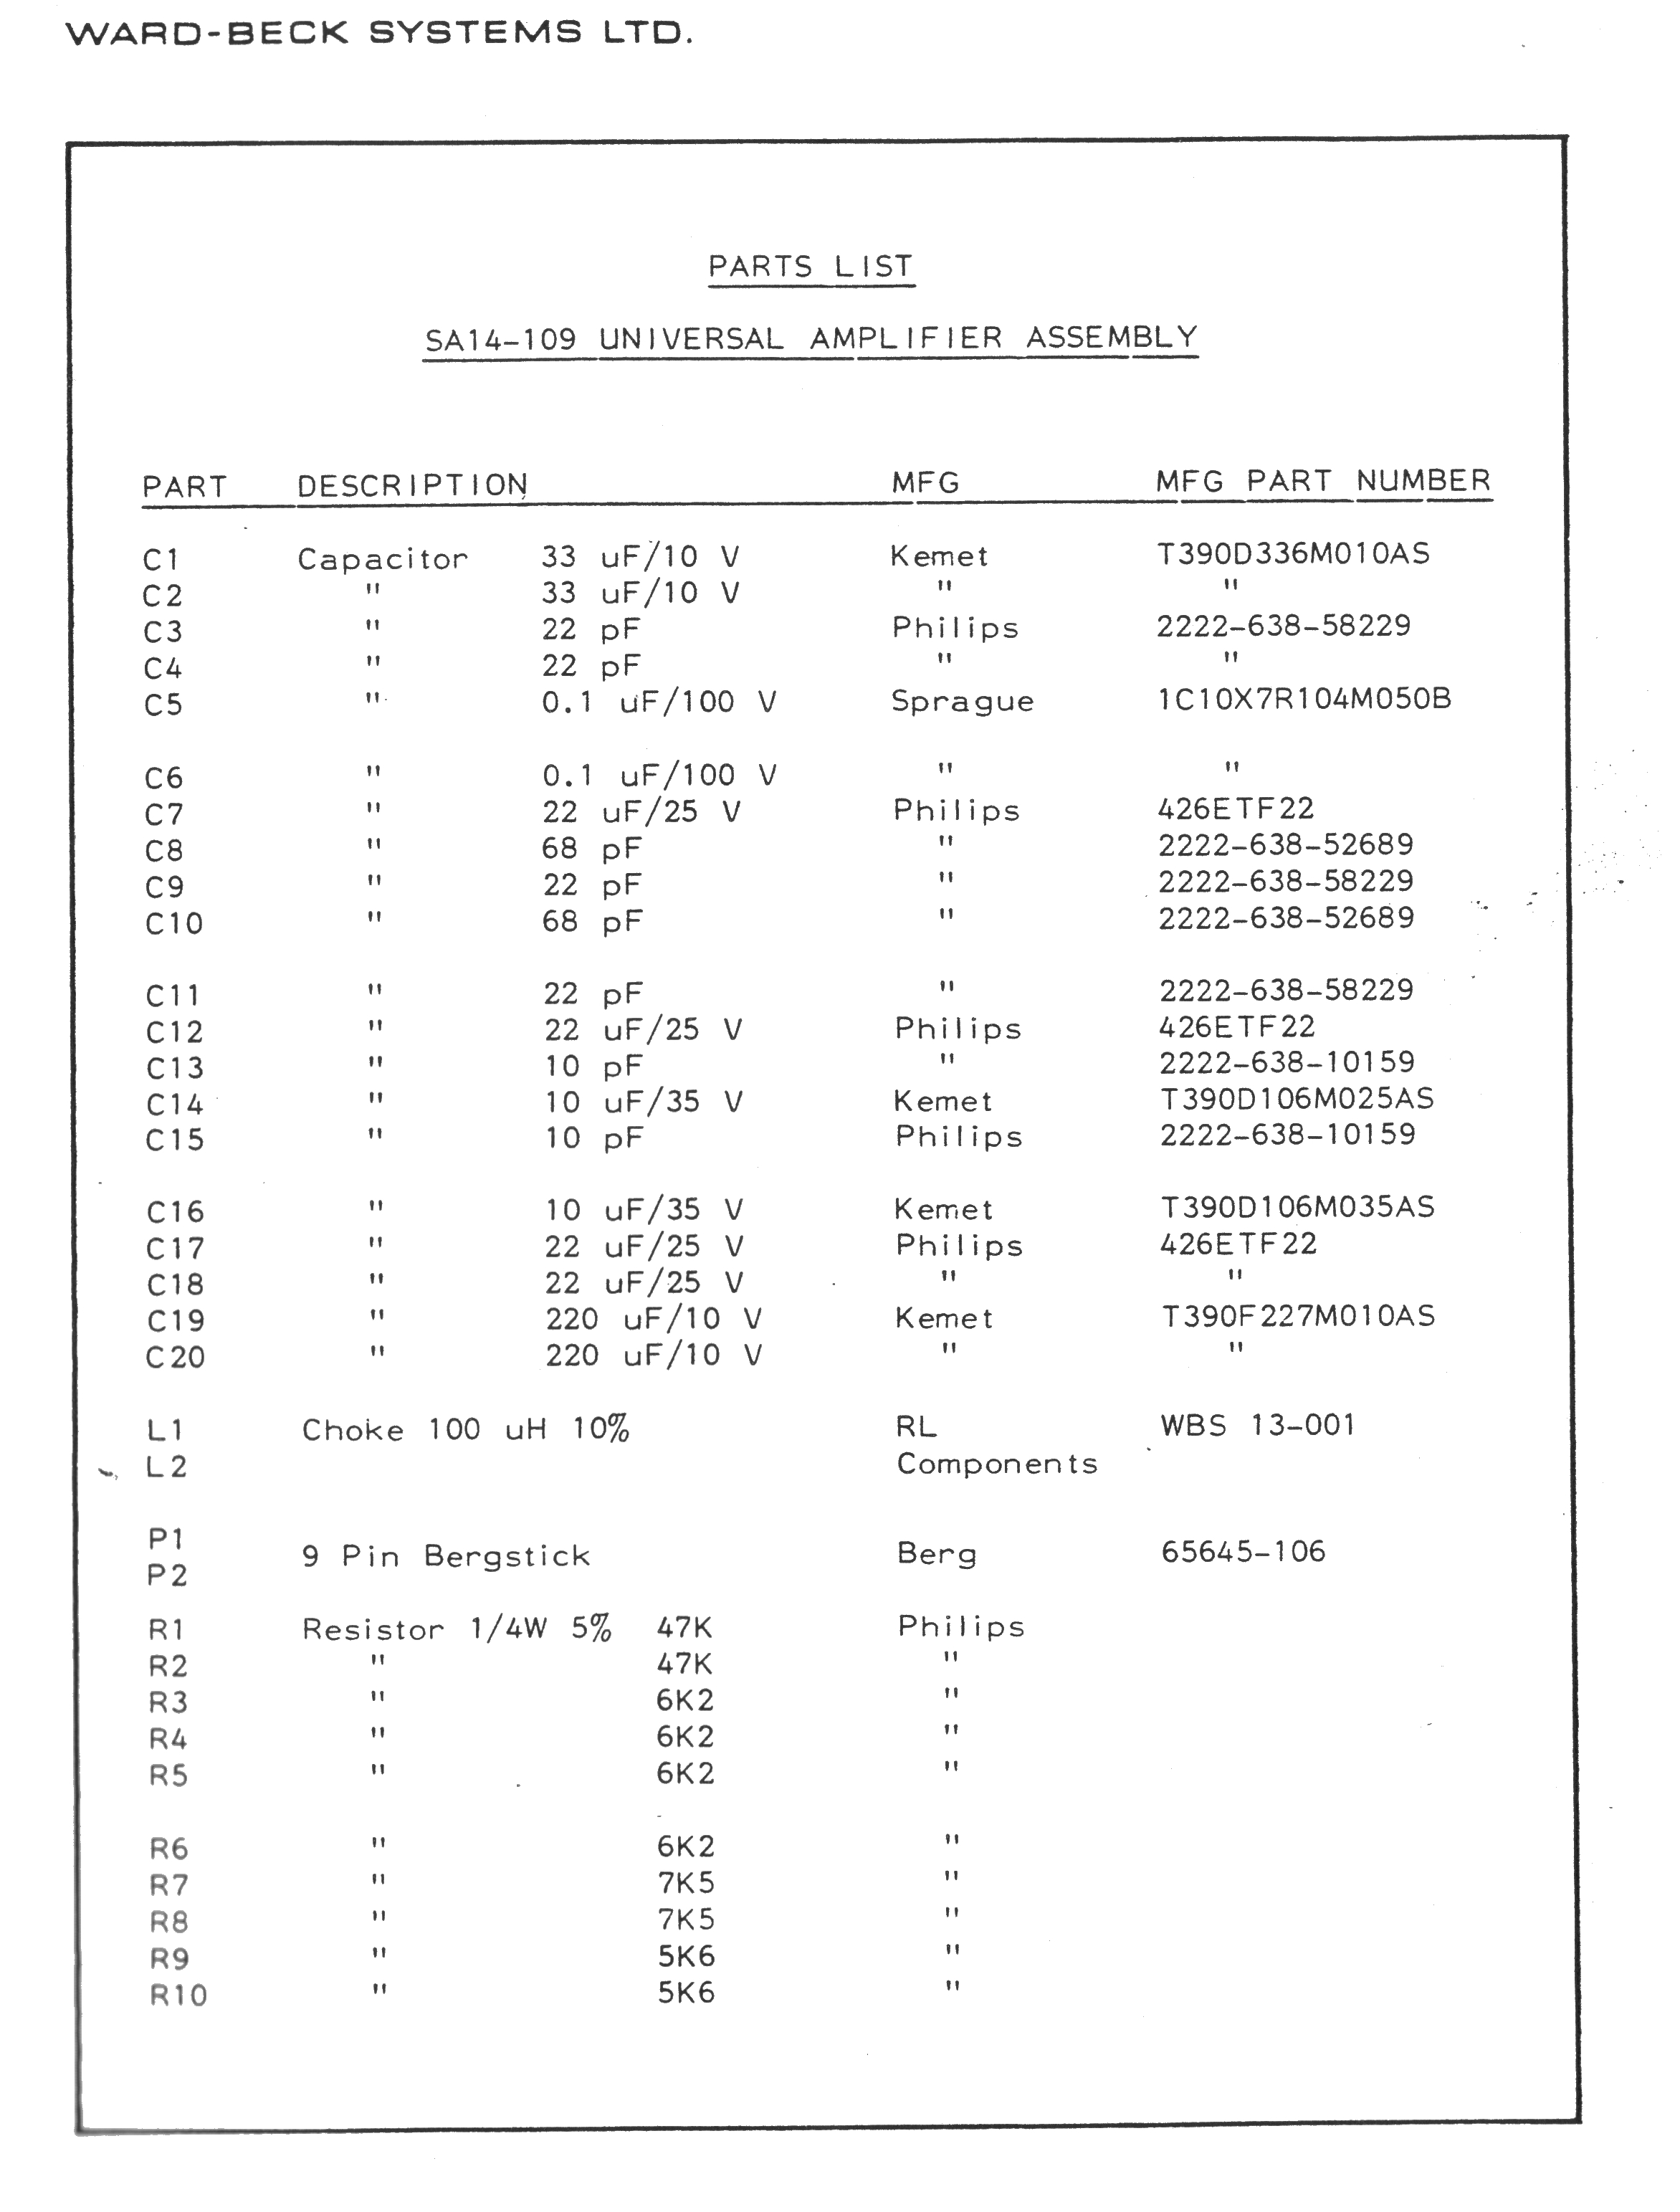 WARD-BECK SYSTEMS LTD.
PARTS LIST
SA14-109 UNIVERSAL AMPLIFIER ASSEMBLY
PART DESCRIPTION MFG MFG PART NUMBER
C1 Capacitor 33 uF/10 V Kemet T390D336M010AS
C2 " 33 uF/10 V " "
C3 " 22 pF Philips 2222-638-58229
C4 " 22 pF " "
C5 " 0.1 uF/100 V Sprague 1C10X7R104M050B
C6 " 0.1 uF/100 V " "
C7 " 22 uF/25 V Philips 426ETF22
C8 " 68 pF " 2222-638-52689
C9 " 22 pF " 2222-638-58229
C10 " 68 pF " 2222-638-52689
C11 " 22 pF " 2222-638-58229
C12 " 22 uF/25 V Philips 426ETF22
C13 " 10 pF " 2222-638-10159
C14 " 10 uF/35 V Kemet T390D106M025AS
C15 " 10 pF Philips 2222-638-10159
C16 " 10 uF/35 V Kemet T390D106M035AS
C17 " 22 uF/25 V Philips 426ETF22
C18 " 22 uF/25 V " "
C19 " 220 uF/10 V Kemet T390F227M010AS
C20 " 220 uF/10 V " "
L1 Choke 100 uH 10% RL WBS 13-001
L2 Components
P1
9 Pin Bergstick Berg 65645-106
P2
R1 Resistor 1/4W 5% 47K Philips
R2 " 47K "
R3 " 6K2 "
R4 " 6K2 "
R5 " 6K2 "
R6 " 6K2 "
R7 " 7K5 "
R8 " 7K5 "
R9 " 5K6 "
R10 " 5K6 "